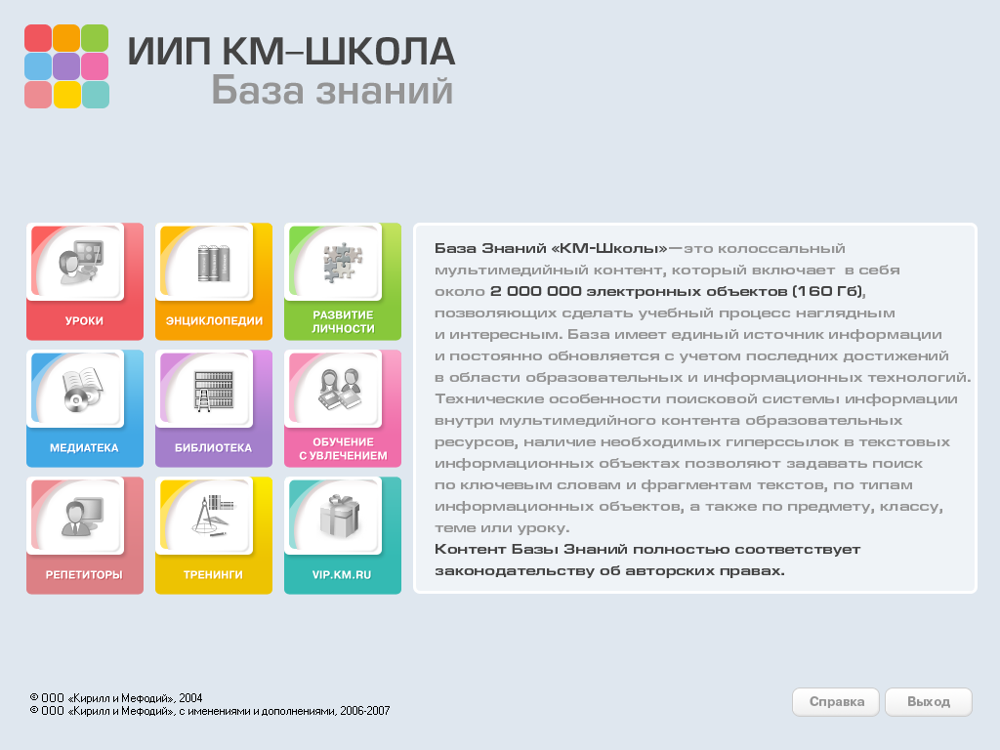 ИИП КМ–ШКОЛА
База знаний
УРОКИ
ЭНЦИКЛОПЕДИИ
РАЗВИТИЕ
ЛИЧНОСТИ
МЕДИАТЕКА
БИБЛИОТЕКА
ОБУЧЕНИЕ
С УВЛЕЧЕНИЕМ
РЕПЕТИТОРЫ
ТРЕНИНГИ
VIP.KM.RU
База Знаний «КМ-Школы»—это колоссальный
мультимедийный контент, который включает в себя
около 2 000 000 электронных объектов (160 Гб),
позволяющих сделать учебный процесс наглядным
и интересным. База имеет единый источник информации
и постоянно обновляется с учетом последних достижений
в области образовательных и информационных технологий.
Технические особенности поисковой системы информации
внутри мультимедийного контента образовательных
ресурсов, наличие необходимых гиперссылок в текстовых
информационных объектах позволяют задавать поиск
по ключевым словам и фрагментам текстов, по типам
информационных объектов, а также по предмету, классу,
теме или уроку.
Контент Базы Знаний полностью соответствует
законодательству об авторских правах.
© ООО «Кирилл и Мефодий», 2004
© ООО «Кирилл и Мефодий», с именениями и дополнениями, 2006-2007
Справка
Выход